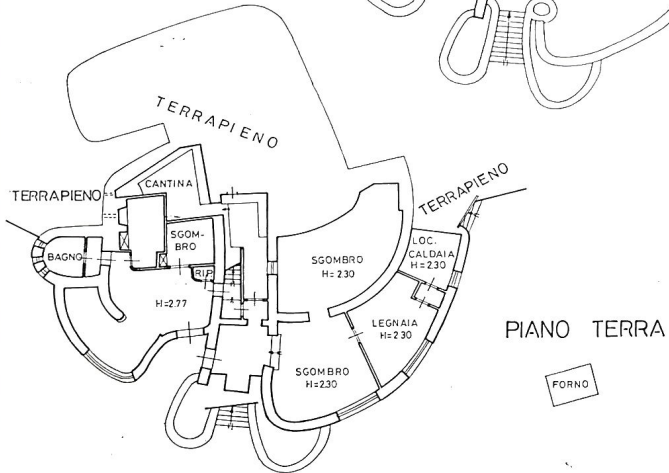 TERRAPIENO
CANTINA
TERRAPIENO
TERRAPIENO
SGOM-
BRO
LOC.
CALDAIA
H=2.30
BAGNO
SGOMBRO
H=2.30
RIP.
H=2.77
LEGNAIA
H=2.30
PIANO TERRA
SGOMBRO
H=2.30
FORNO